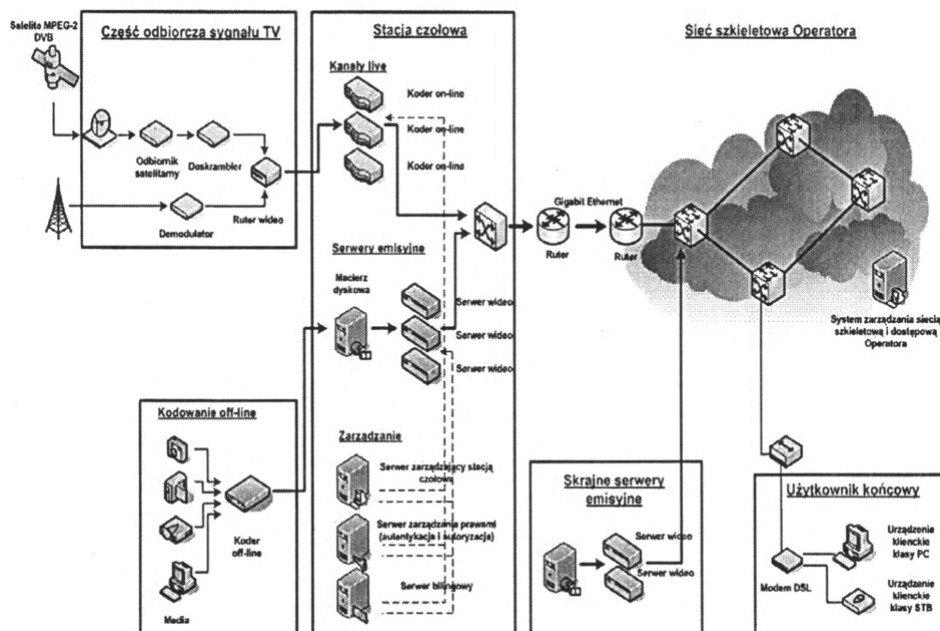 Satelita MPEG-2
DVB
Część odbiorcza sygnału TV
Odbiornik
satelitarny
Deskrambler
Ruter wideo
Demodulator
Stacja czołowa
Kanały live
Koder on-line
Koder on-line
Koder on-line
Serwery emisyjne
Macierz
dyskowa
Serwer wideo
Serwer wideo
Serwer wideo
Zarządzanie
Serwer zarządzający stacją
czołową
Serwer zarządzania prawami
(autentykacja i autoryzacja)
Serwer bilingowy
Kodowanie off-line
Koder
off-line
Media
Sieć szkieletowa Operatora
Gigabit Ethernet
Ruter
Ruter
System zarządzania siecią
szkieletową i dostępową
Operatora
Skrajne serwery
emisyjne
Serwer wideo
Serwer wideo
Użytkownik końcowy
Modem DSL
Urządzenie
klienckie
klasy PC
Urządzenie
klienckie
klasy STB